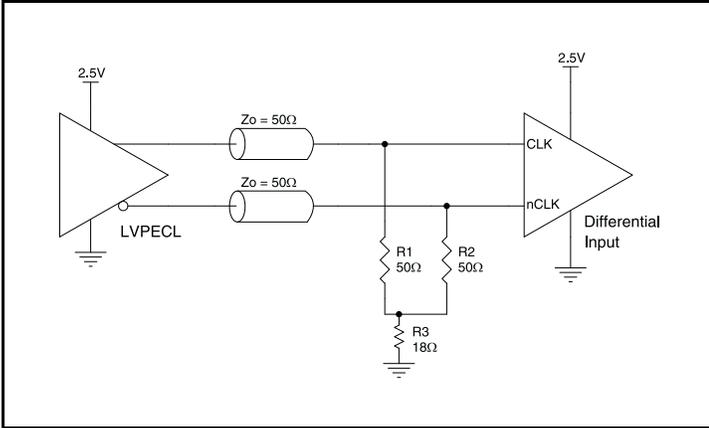 2.5V
2.5V
Zo = 50Ω
CLK
Zo = 50Ω
nCLK
LVPECL
Differential
Input
R1
50Ω
R2
50Ω
R3
18Ω